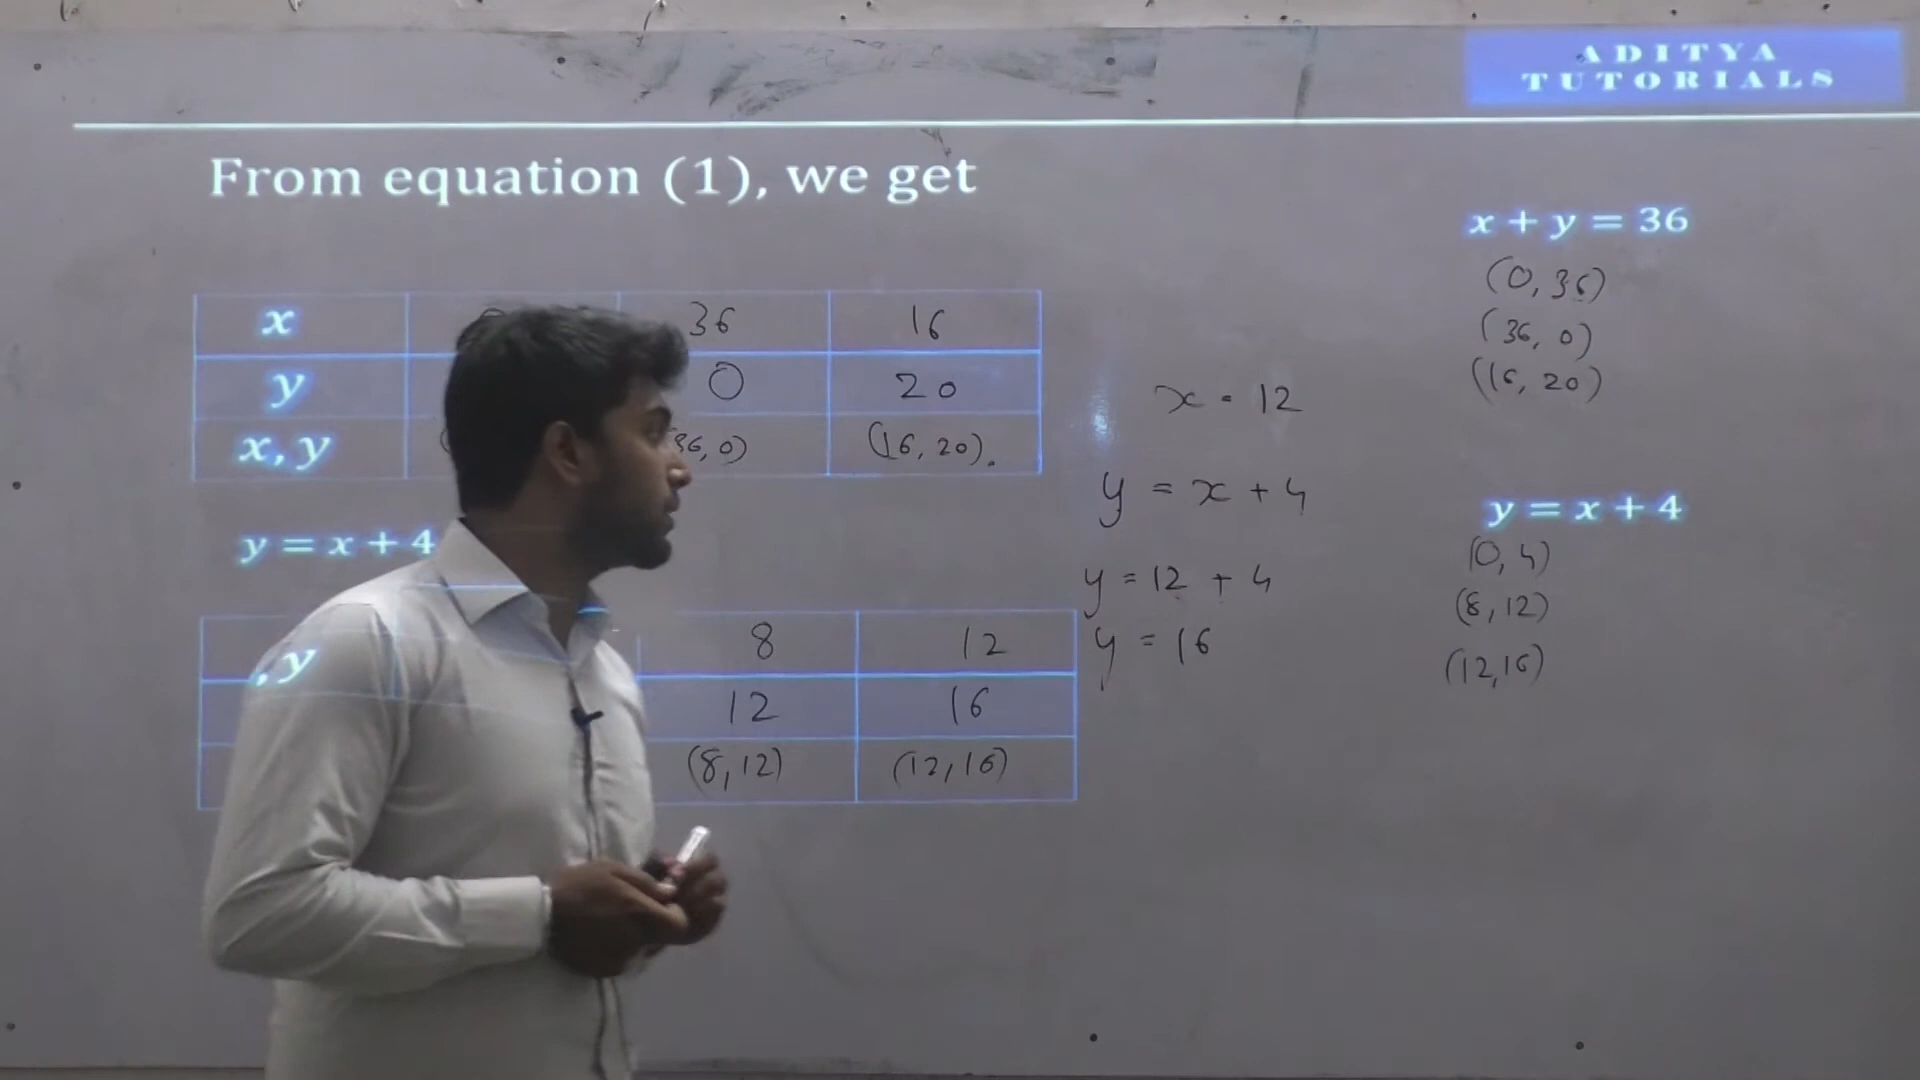 ADITYA
TUTORIALS
From equation (1), we get
x + y = 36
(0, 36)
(36, 0)
(16, 20)
x 36 16
y 0 20
x, y 36, 0) (16, 20).
x = 12
y = x + 4
y = 12 + 4
y = 16
y = x + 4
(0, 4)
(8, 12)
(12, 16)
y = x + 4
8 12
, y 12 16
(8, 12) (12, 16)